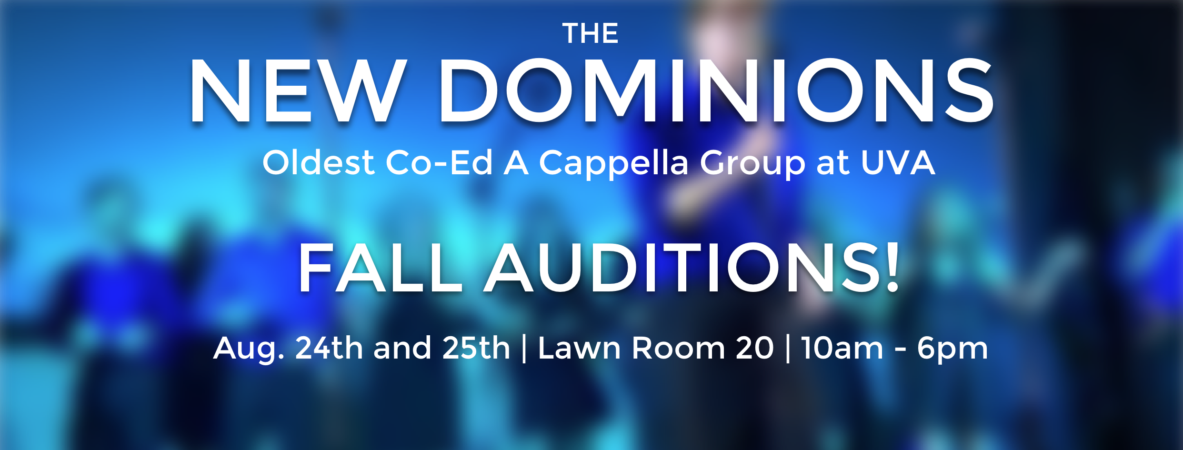 THE
NEW DOMINIONS
Oldest Co-Ed A Cappella Group at UVA
FALL AUDITIONS!
Aug. 24th and 25th | Lawn Room 20 | 10am - 6pm